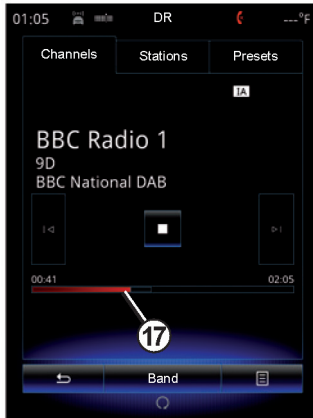 01:05 DR ---°F
Channels Stations Presets
IA
BBC Radio 1
9D
BBC National DAB
00:41 02:05
17
Band